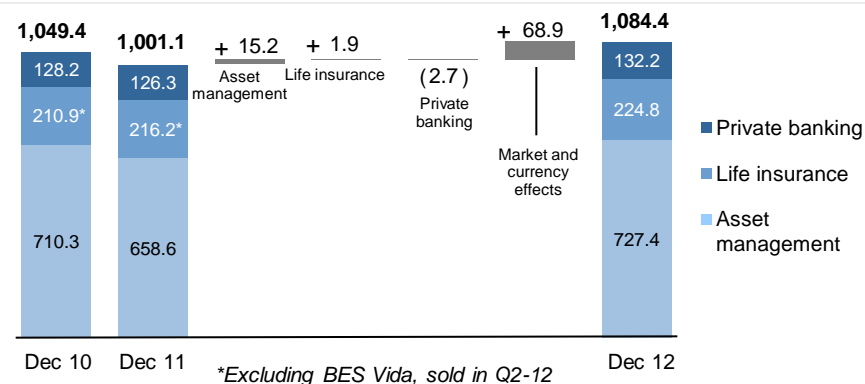 1,049.4
128.2
210.9*
710.3
Dec 10
1,001.1
126.3
216.2*
658.6
Dec 11
+ 15.2
Asset
management
+ 1.9
Life insurance
(2.7)
Private
banking
+ 68.9
Market and
currency
effects
1,084.4
132.2
224.8
727.4
Dec 12
Private banking
Life insurance
Asset
management
*Excluding BES Vida, sold in Q2-12